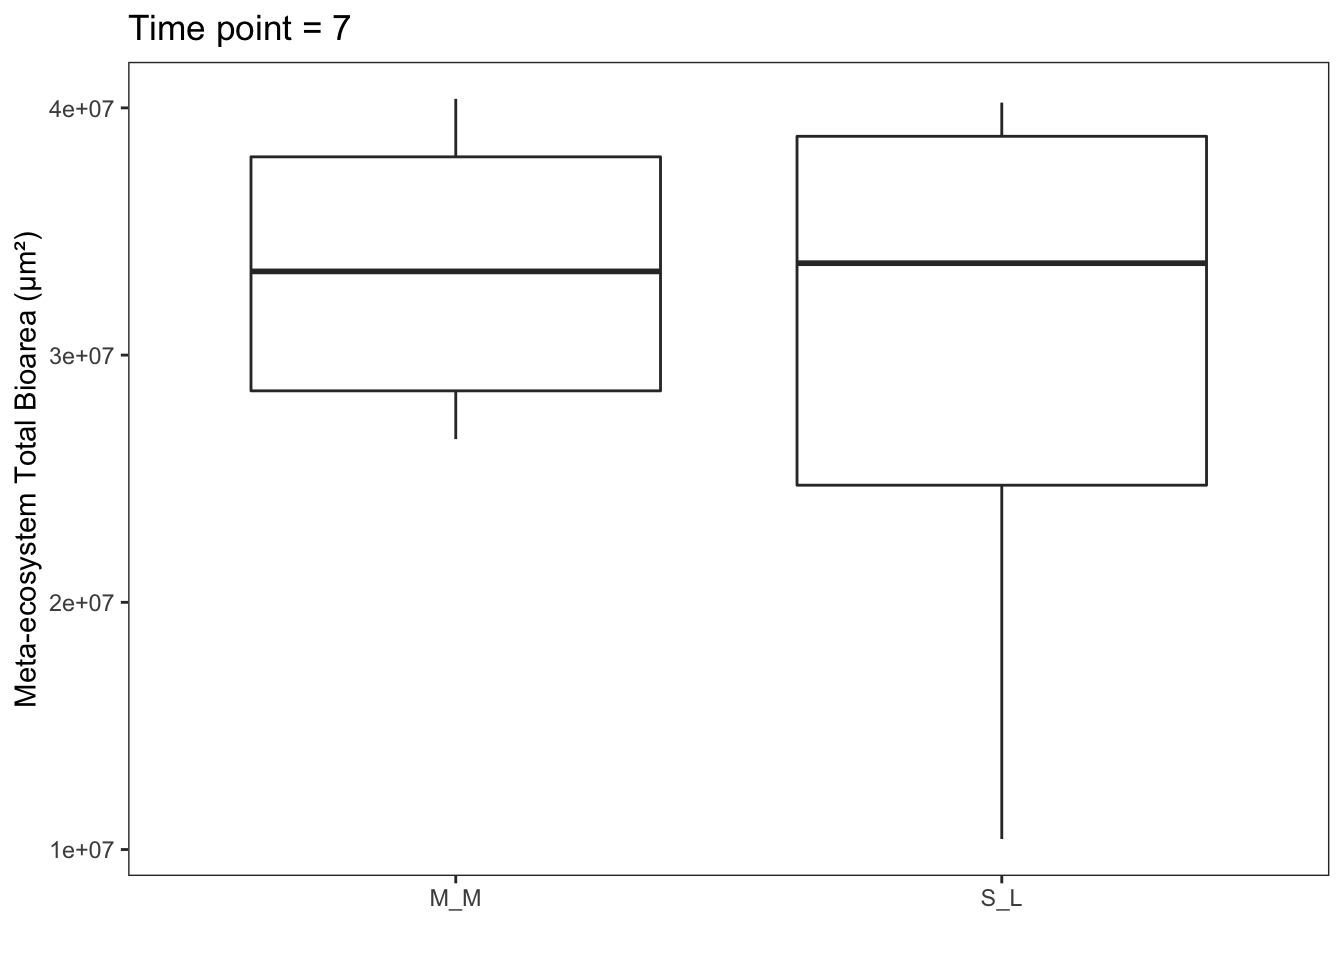 Time point = 7
Meta-ecosystem Total Bioarea (µm²)
4e+07
3e+07
2e+07
1e+07
M_M
S_L